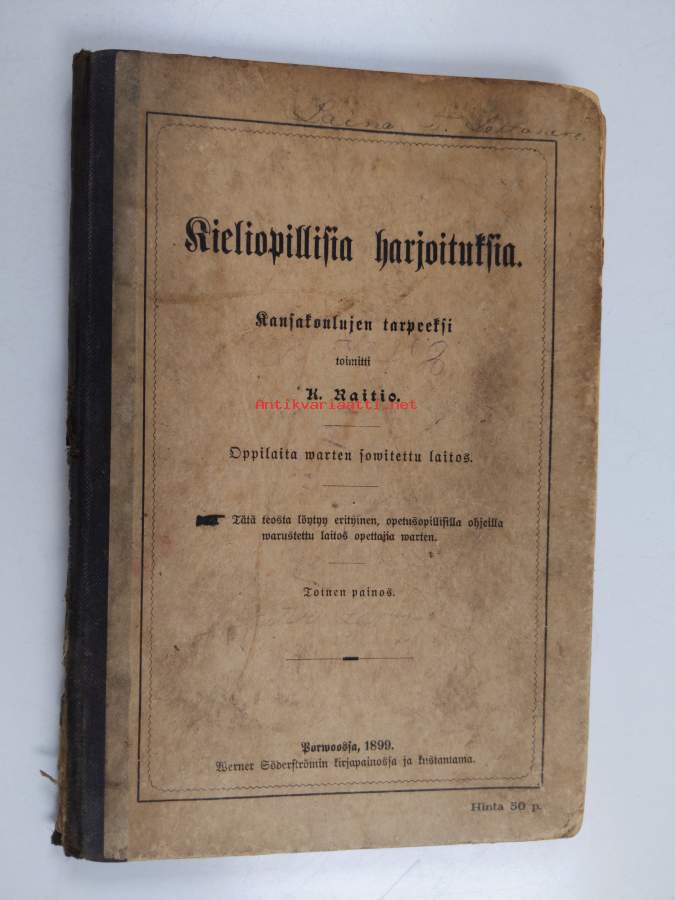 Kieliopillisia harjoituksia.
Kansakoulujen tarpeeksi
toimitti
K. Raitio.
Antikvariaatti.net
Oppilaita warten sowitettu laitos.
Tätä teosta löytyy erityinen, opetusopillisilla ohjeilla
warustettu laitos opettajia warten.
Toinen painos.
Porwoossa, 1899.
Werner Söderströmin kirjapainossa ja kustantama.
Hinta 50 p.